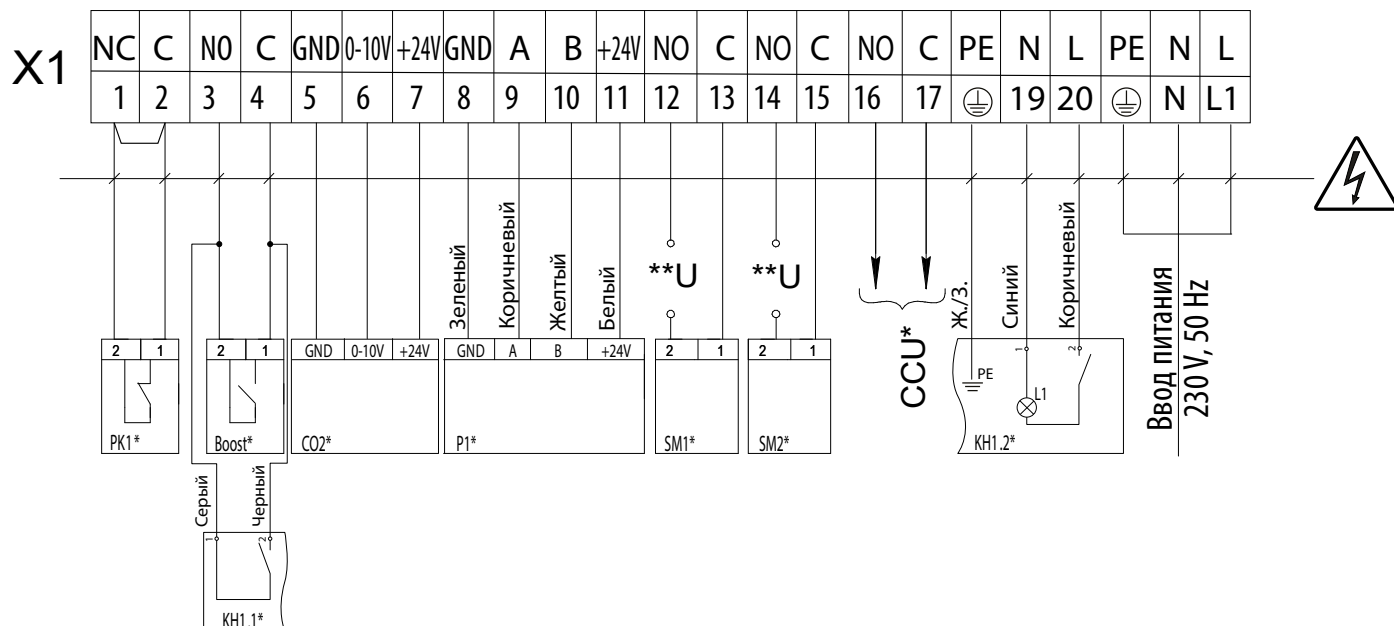 X1
NC C NO C GND 0-10V +24V GND A B +24V NO C NO C NO C PE N L PE N L
1 2 3 4 5 6 7 8 9 10 11 12 13 14 15 16 17 19 20 N L1
Зеленый
Коричневый
Желтый
Белый
**U
**U
CCU*
Ж./З.
Синий
Коричневый
Ввод питания
230 V, 50 Hz
2 1
PK1*
2 1
Boost*
GND 0-10V +24V
CO2*
GND A B +24V
P1*
2 1
SM1*
2 1
SM2*
1 2
PE
L1
KH1.2*
Серый
Черный
1 2
KH1.1*